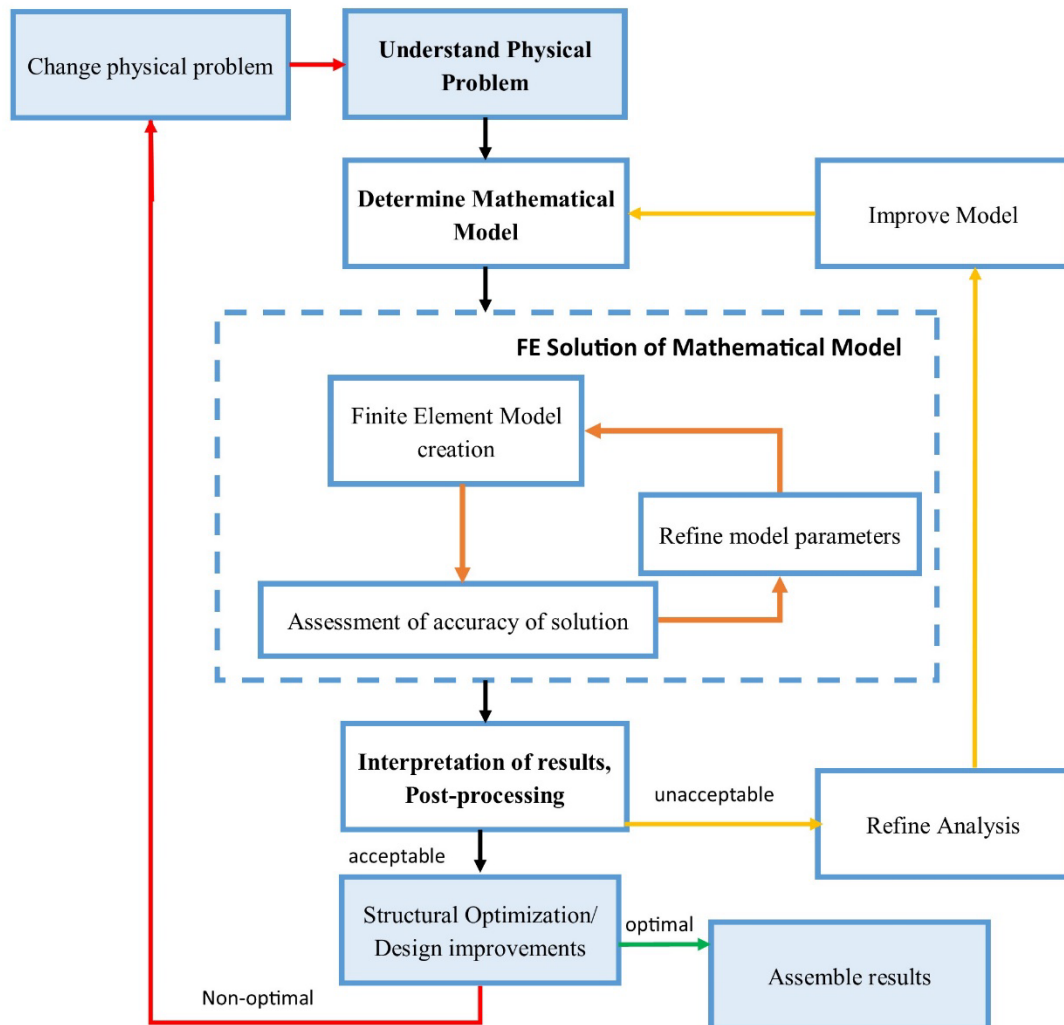 Change physical problem
Understand Physical
Problem
Determine Mathematical
Model
Improve Model
FE Solution of Mathematical Model
Finite Element Model
creation
Refine model parameters
Assessment of accuracy of solution
Interpretation of results,
Post-processing
unacceptable
Refine Analysis
acceptable
Structural Optimization/
Design improvements
optimal
Assemble results
Non-optimal